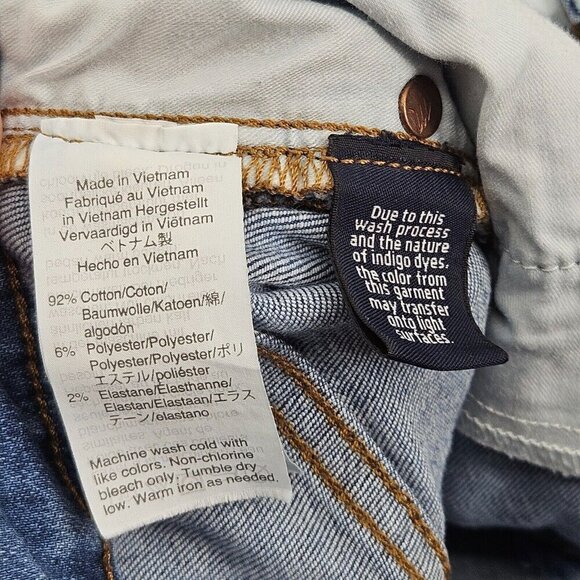 Made in Vietnam
Fabriqué au Vietnam
in Vietnam Hergestellt
Vervaardigd in Viëtnam
ベトナム製
Hecho en Vietnam
92% Cotton/Coton/
Baumwolle/Katoen/綿/
algodón
6% Polyester/Polyester/
Polyester/Polyester/ポリ
エステル/poliéster
2% Elastane/Elasthanne/
Elastan/Elastaan/エラス
テーン/elastano
Machine wash cold with
like colors. Non-chlorine
bleach only. Tumble dry
low. Warm iron as needed.
Due to this
wash process
and the nature
of indigo dyes,
the color from
this garment
may transfer
onto light
surfaces.